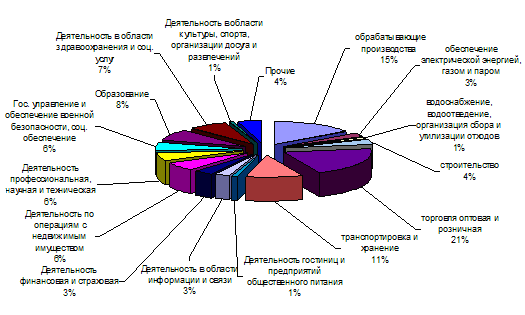 Деятельность в области
здравоохранения и соц.
услуг
7%
Деятельность в области
культуры, спорта,
организации досуга и
развлечений
1%
Прочие
4%
обрабатывающие
производства
15%
обеспечение
электрической энергией,
газом и паром
3%
водоснабжение,
водоотведение,
организация сбора и
утилизации отходов
1%
строительство
4%
торговля оптовая и
розничная
21%
транспортировка и
хранение
11%
Деятельность гостиниц и
предприятий
общественного питания
1%
Деятельность в области
информации и связи
3%
Деятельность
финансовая и страховая
3%
Деятельность по
операциям с
недвижимым
имуществом
6%
Деятельность
профессиональная,
научная и техническая
6%
Гос. управление и
обеспечение военной
безопасности, соц.
обеспечение
6%
Образование
8%